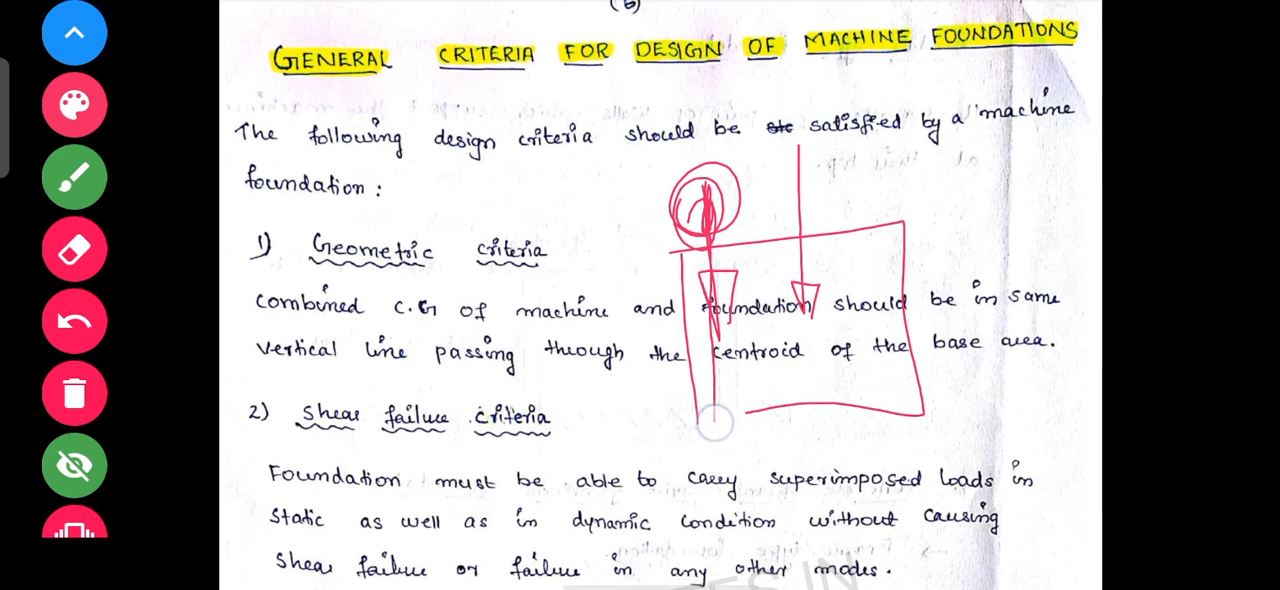 (6)
GENERAL CRITERIA FOR DESIGN OF MACHINE FOUNDATIONS
The following design criteria should be satisfied by a machine
foundation :
1) Geometric criteria
combined C.G of machine and foundation should be in same
vertical line passing through the centroid of the base area.
2) Shear failure criteria
Foundation must be able to carry superimposed loads in
static as well as in dynamic condition without causing
shear failure or failure in any other modes.